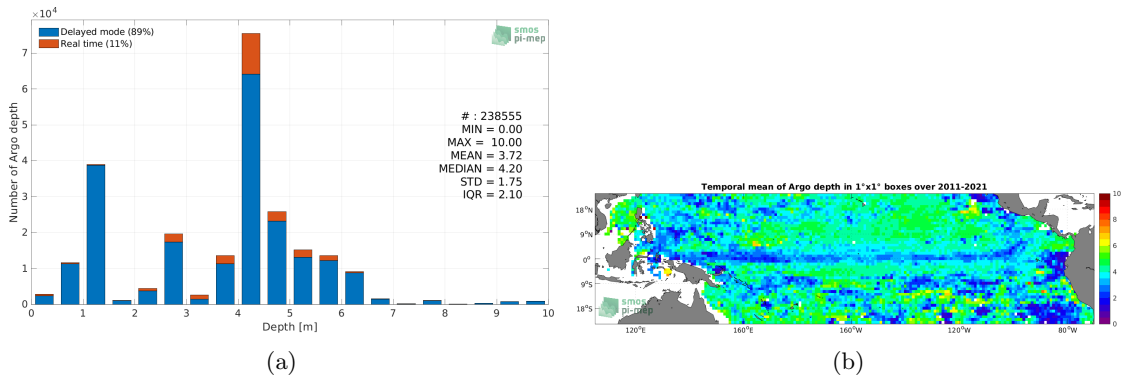 ×10⁴
Delayed mode (89%)
Real time (11%)
smos
pi-mep
7
6
5
4
3
2
1
0
Number of Argo depth
# : 238555
MIN = 0.00
MAX = 10.00
MEAN = 3.72
MEDIAN = 4.20
STD = 1.75
IQR = 2.10
0 1 2 3 4 5 6 7 8 9 10
Depth [m]
(a)
Temporal mean of Argo depth in 1°x1° boxes over 2011-2021
18°N
9°N
0°
9°S
18°S
smos
pi-mep
120°E 160°E 160°W 120°W 80°W
10
8
6
4
2
0
(b)